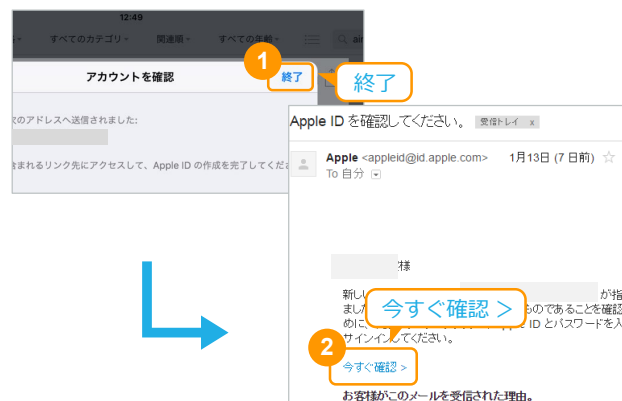 12:49
すべてのカテゴリ 関連順 すべての年齢
1
アカウントを確認
終了
終了
のアドレスへ送信されました:
まれるリンク先にアクセスして、Apple ID の作成を完了してくだ
Apple ID を確認してください。 受信トレイ x
Apple <appleid@id.apple.com> 1月13日 (7 日前)
To 自分
様
新し
が指
ました
今すぐ確認 >
ものであることを確認
めに、
ID とパスワードを入
サインインしてください。
2
今すぐ確認 >
お客様がこのメールを受信された理由。